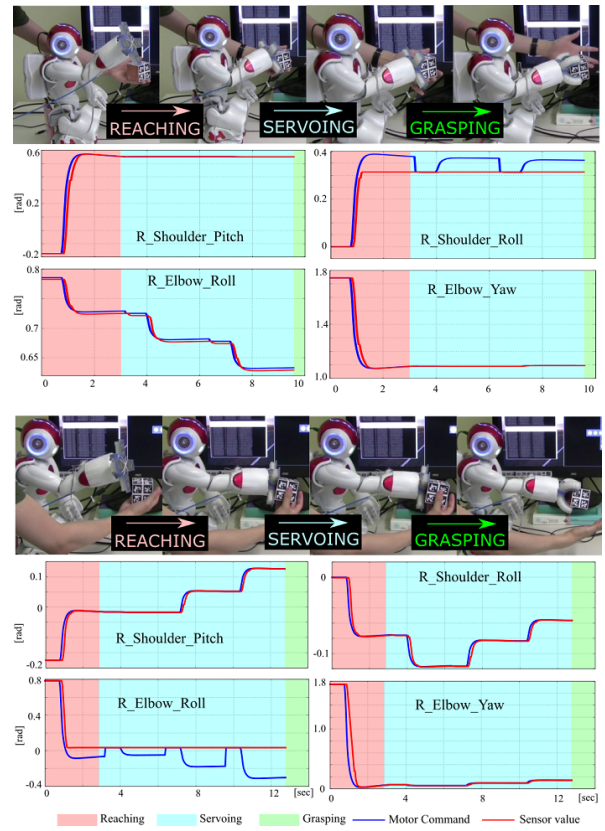 REACHING
SERVOING
GRASPING
0.6
[rad]
0.2
-0.2
R_Shoulder_Pitch
0.4
0.2
0
R_Shoulder_Roll
0.8
[rad]
0.7
0.65
R_Elbow_Roll
0 2 4 6 8 10
1.8
1.4
1.0
R_Elbow_Yaw
0 2 4 6 8 10
REACHING
SERVOING
GRASPING
[rad]
0.1
0
-0.2
R_Shoulder_Pitch
0
-0.1
R_Shoulder_Roll
0.8
[rad]
0.4
0
-0.4
R_Elbow_Roll
0 4 8 12 [sec]
1.8
1
0
R_Elbow_Yaw
0 4 8 12 [sec]
Reaching Servoing Grasping Motor Command Sensor value